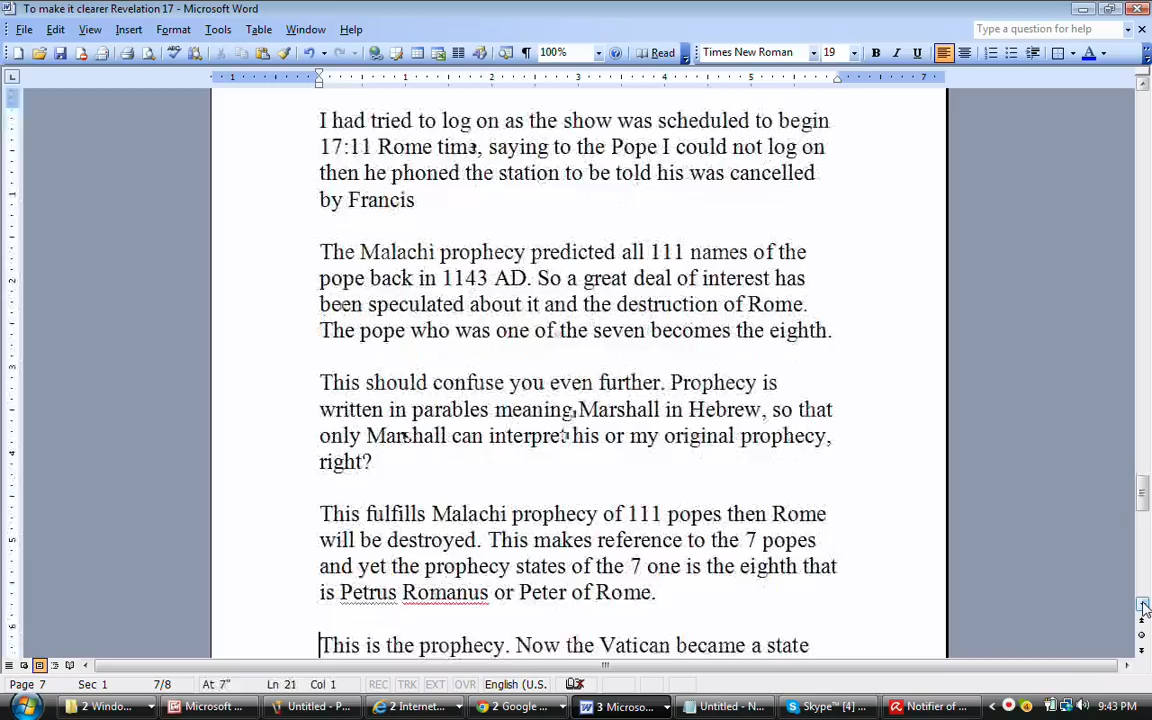 To make it clearer Revelation 17 - Microsoft Word
File Edit View Insert Format Tools Table Window Help
Type a question for help
100%
Read
Times New Roman
19
B I U
I had tried to log on as the show was scheduled to begin
17:11 Rome time, saying to the Pope I could not log on
then he phoned the station to be told his was cancelled
by Francis
The Malachi prophecy predicted all 111 names of the
pope back in 1143 AD. So a great deal of interest has
been speculated about it and the destruction of Rome.
The pope who was one of the seven becomes the eighth.
This should confuse you even further. Prophecy is
written in parables meaning Marshall in Hebrew, so that
only Marshall can interpret his or my original prophecy,
right?
This fulfills Malachi prophecy of 111 popes then Rome
will be destroyed. This makes reference to the 7 popes
and yet the prophecy states of the 7 one is the eighth that
is Petrus Romanus or Peter of Rome.
This is the prophecy. Now the Vatican became a state
Page 7 Sec 1 7/8 At 7" Ln 21 Col 1 REC TRK EXT OVR English (U.S.
2 Windo... Microsoft ... Untitled - P... 2 Internet... 2 Google ... 3 Microso... Untitled - N... Skype™ [4] ... Notifier of ... 9:43 PM